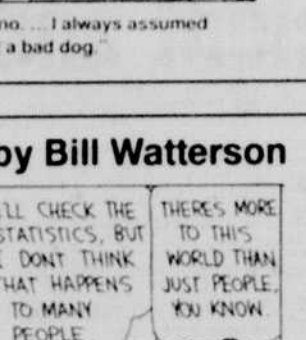 no. ... I always assumed
a bad dog."
by Bill Watterson
LL CHECK THE
STATISTICS, BUT
DONT THINK
THAT HAPPENS
TO MANY
PEOPLE
THERES MORE
TO THIS
WORLD THAN
JUST PEOPLE,
YOU KNOW.